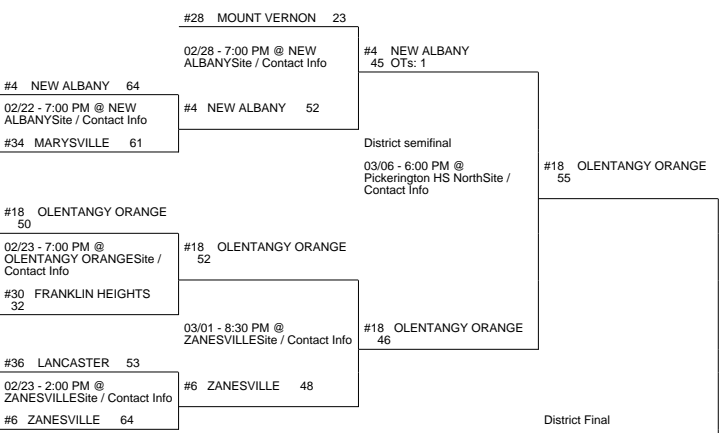 #28 MOUNT VERNON 23
02/28 - 7:00 PM @ NEW
ALBANYSite / Contact Info
#4 NEW ALBANY
45 OTs: 1
#4 NEW ALBANY 64
02/22 - 7:00 PM @ NEW
ALBANYSite / Contact Info
#4 NEW ALBANY 52
#34 MARYSVILLE 61
District semifinal
03/06 - 6:00 PM @
Pickerington HS NorthSite /
Contact Info
#18 OLENTANGY ORANGE
55
#18 OLENTANGY ORANGE
50
02/23 - 7:00 PM @
OLENTANGY ORANGESite /
Contact Info
#18 OLENTANGY ORANGE
52
#30 FRANKLIN HEIGHTS
32
03/01 - 8:30 PM @
ZANESVILLESite / Contact Info
#18 OLENTANGY ORANGE
46
#36 LANCASTER 53
02/23 - 2:00 PM @
ZANESVILLESite / Contact Info
#6 ZANESVILLE 48
#6 ZANESVILLE 64
District Final